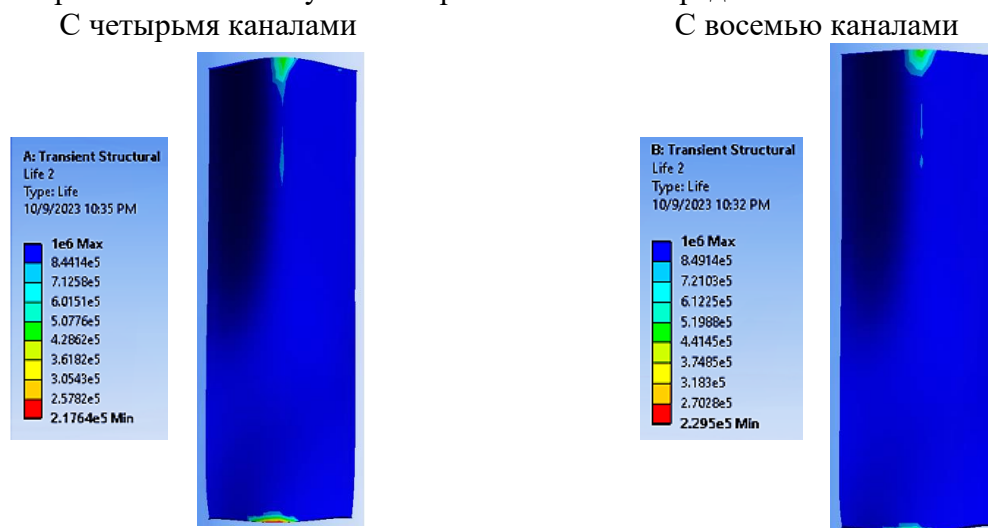 С четырьмя каналами
С восемью каналами
A: Transient Structural
Life 2
Type: Life
10/9/2023 10:35 PM
1e6 Max
8.4414e5
7.1258e5
6.0151e5
5.0776e5
4.2862e5
3.6182e5
3.0543e5
2.5782e5
2.1764e5 Min
B: Transient Structural
Life 2
Type: Life
10/9/2023 10:32 PM
1e6 Max
8.4914e5
7.2103e5
6.1225e5
5.1988e5
4.4145e5
3.7485e5
3.183e5
2.7028e5
2.295e5 Min